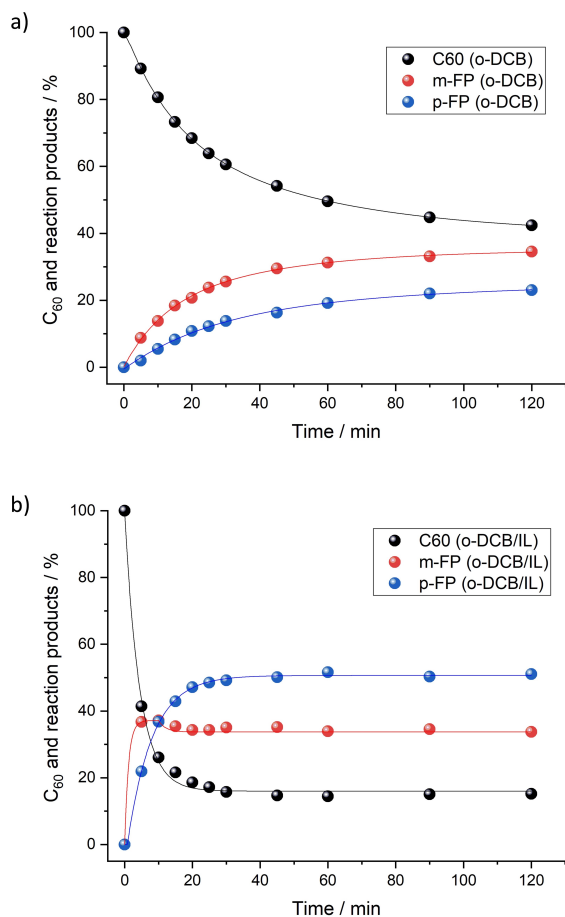 a)
C60 (o-DCB)
m-FP (o-DCB)
p-FP (o-DCB)
C₆₀ and reaction products / %
100
80
60
40
20
0
0 20 40 60 80 100 120
Time / min
b)
C60 (o-DCB/IL)
m-FP (o-DCB/IL)
p-FP (o-DCB/IL)
C₆₀ and reaction products / %
100
80
60
40
20
0
0 20 40 60 80 100 120
Time / min